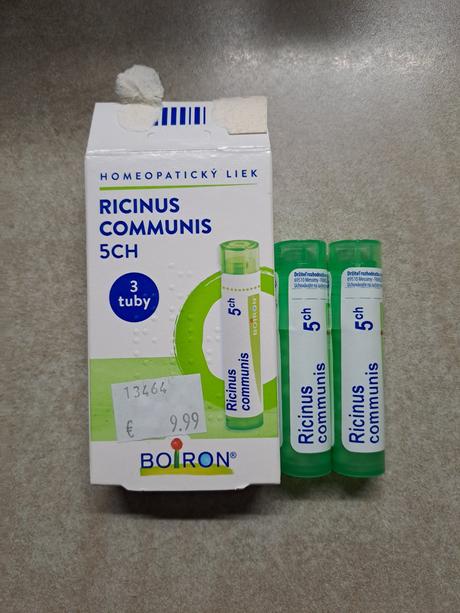 HOMEOPATICKÝ LIEK
RICINUS
COMMUNIS
5CH
3
tuby
Ricinus
communis
5ch
BOIRON
13464
€ 9.99
BOIRON®
Ricinus
communis
5ch
Ricinus
communis
5ch